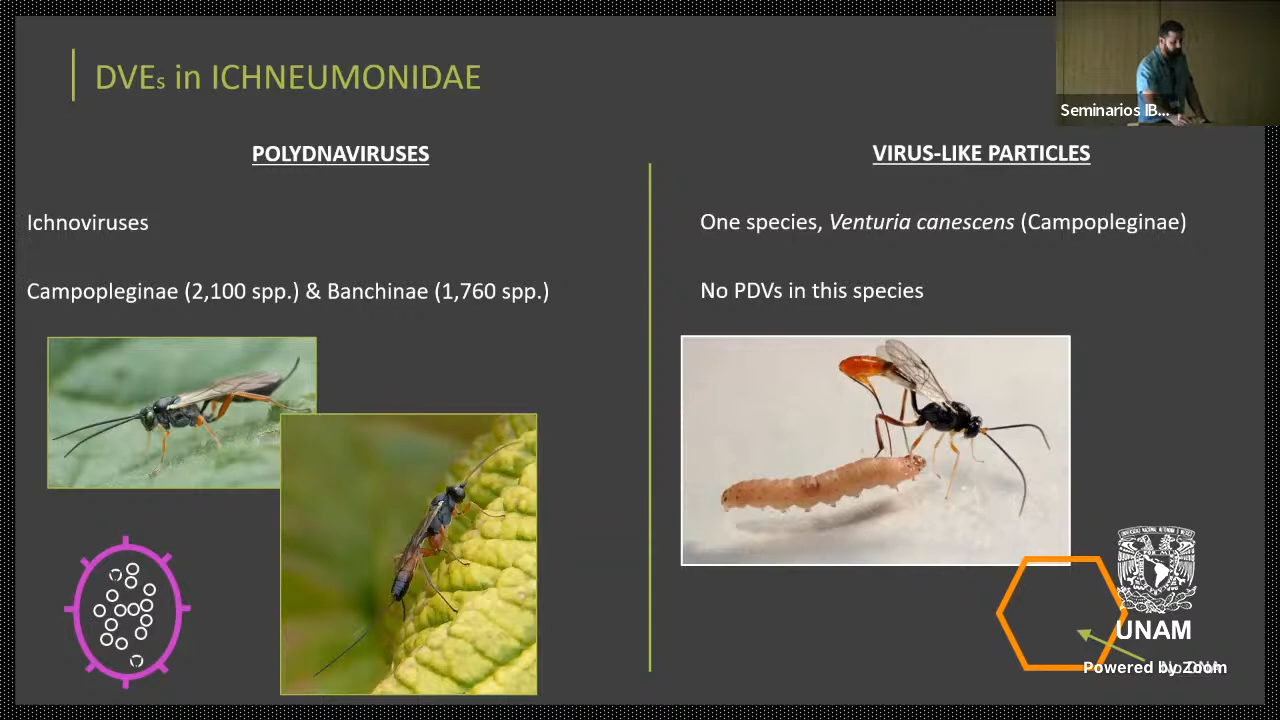 DVEs in ICHNEUMONIDAE
Seminarios IB...
POLYDNAVIRUSES
Ichnoviruses
Campopleginae (2,100 spp.) & Banchinae (1,760 spp.)
VIRUS-LIKE PARTICLES
One species, Venturia canescens (Campopleginae)
No PDVs in this species
UNAM
Powered by Zoom